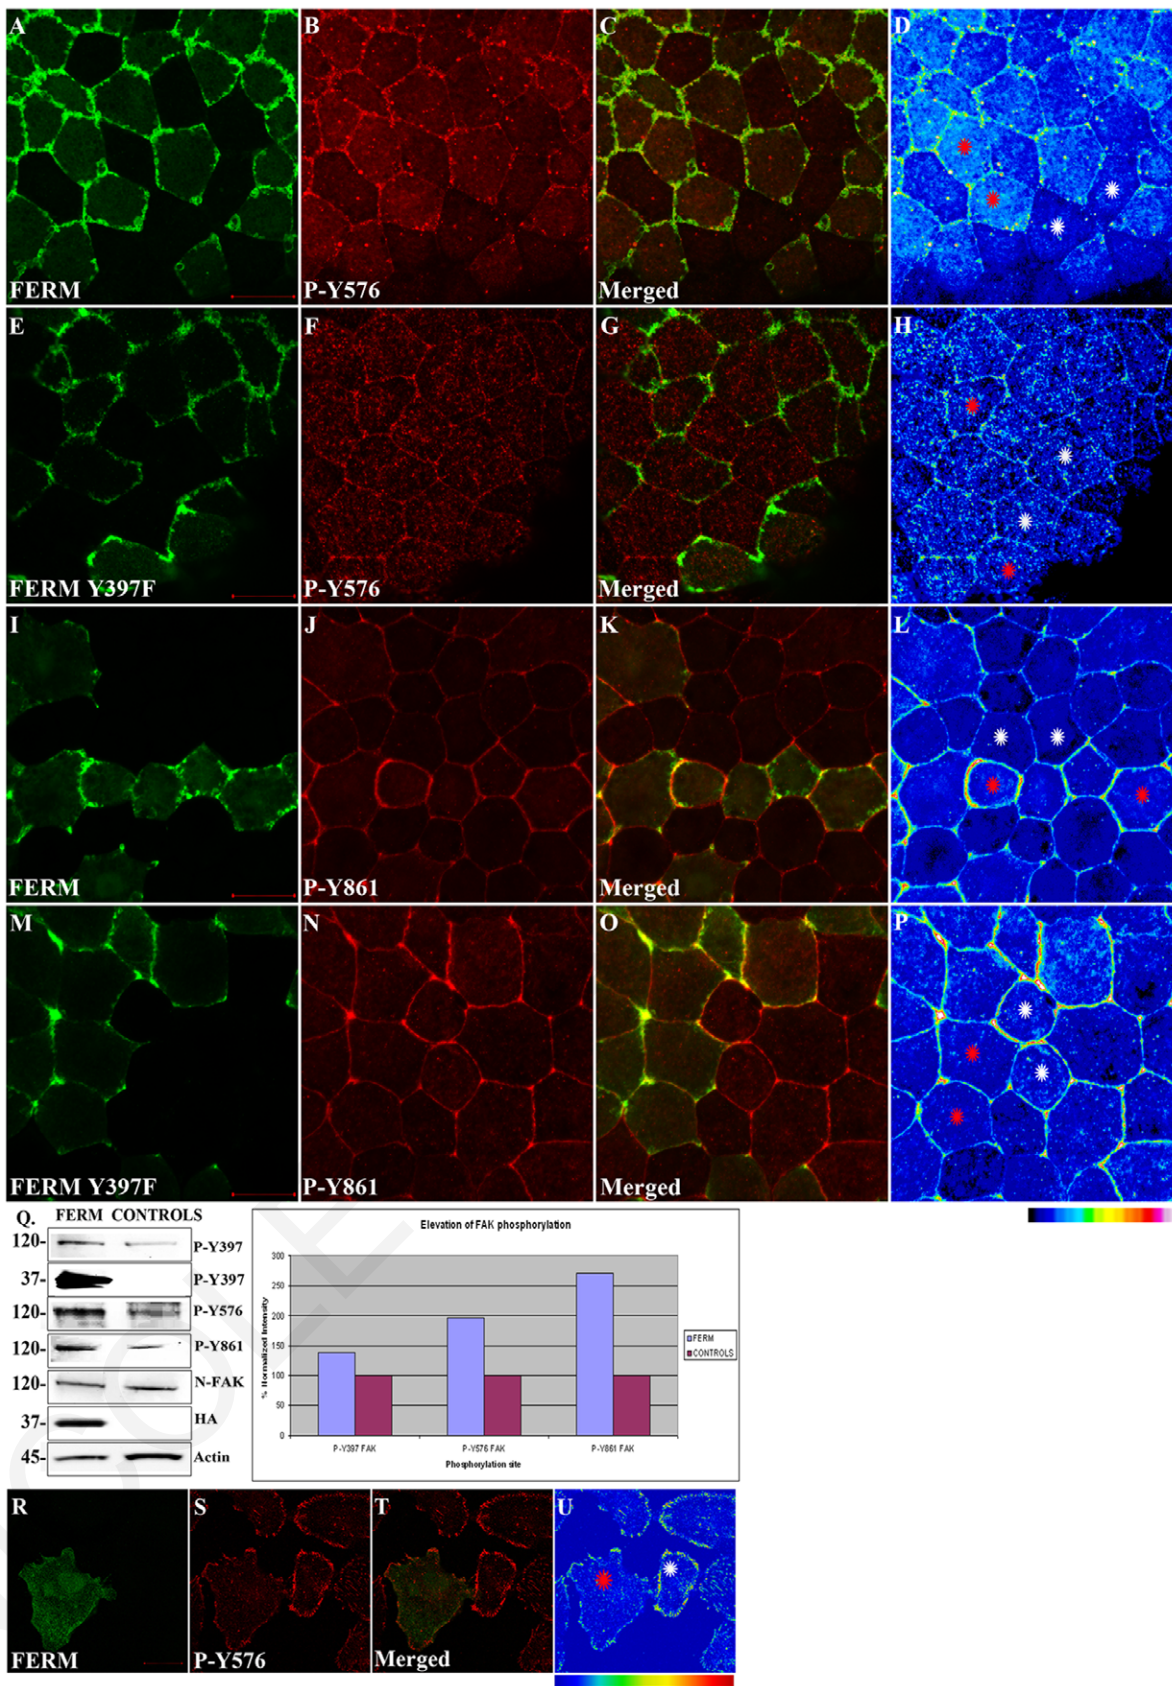 A B C D
FERM P-Y576 Merged
E F G H
FERM Y397F P-Y576 Merged
I J K L
FERM P-Y861 Merged
M N O P
FERM Y397F P-Y861 Merged
Q. FERM CONTROLS
120- P-Y397
37- P-Y397
120- P-Y576
120- P-Y861
120- N-FAK
37- HA
45- Actin
Elevation of FAK phosphorylation
% Normalized Intensity
300
250
200
150
100
50
0
P-Y397 FAK P-Y576 FAK P-Y861 FAK
Phosphorylation site
FERM
CONTROLS
R S T U
FERM P-Y576 Merged